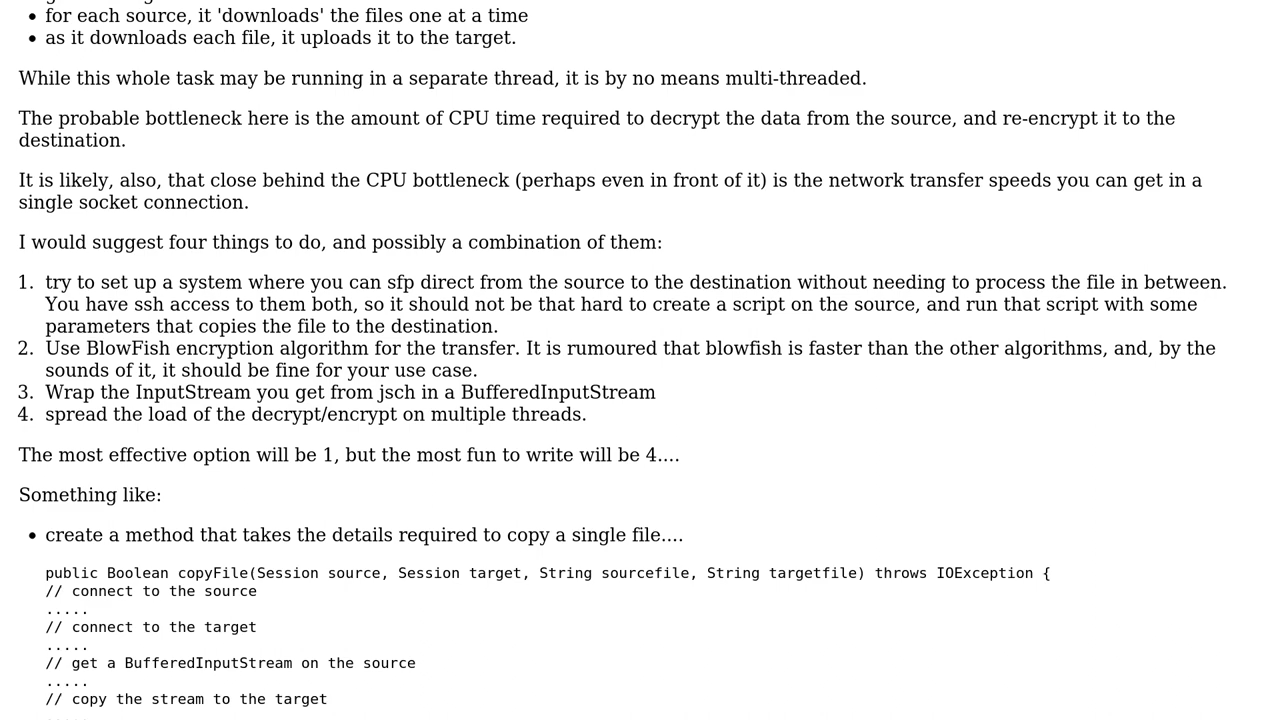 for each source, it 'downloads' the files one at a time
as it downloads each file, it uploads it to the target.
While this whole task may be running in a separate thread, it is by no means multi-threaded.
The probable bottleneck here is the amount of CPU time required to decrypt the data from the source, and re-encrypt it to the
destination.
It is likely, also, that close behind the CPU bottleneck (perhaps even in front of it) is the network transfer speeds you can get in a
single socket connection.
I would suggest four things to do, and possibly a combination of them:
1. try to set up a system where you can sfp direct from the source to the destination without needing to process the file in between.
You have ssh access to them both, so it should not be that hard to create a script on the source, and run that script with some
parameters that copies the file to the destination.
2. Use BlowFish encryption algorithm for the transfer. It is rumoured that blowfish is faster than the other algorithms, and, by the
sounds of it, it should be fine for your use case.
3. Wrap the InputStream you get from jsch in a BufferedInputStream
4. spread the load of the decrypt/encrypt on multiple threads.
The most effective option will be 1, but the most fun to write will be 4....
Something like:
create a method that takes the details required to copy a single file....
public Boolean copyFile(Session source, Session target, String sourcefile, String targetfile) throws IOException {
// connect to the source
.....
// connect to the target
.....
// get a BufferedInputStream on the source
.....
// copy the stream to the target
.....